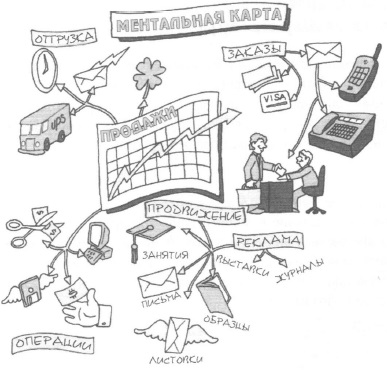 МЕНТАЛЬНАЯ КАРТА
ОТГРУЗКА
ЗАКАЗЫ
VISA
ups
ПРОДАЖИ
ПРОДВИЖЕНИЕ
РЕКЛАМА
ЗАНЯТИЯ
ВЫСТАВКИ
ЖУРНАЛЫ
ПИСЬМА
ОБРАЗЦЫ
ЛИСТОВКИ
ОПЕРАЦИИ
$
$